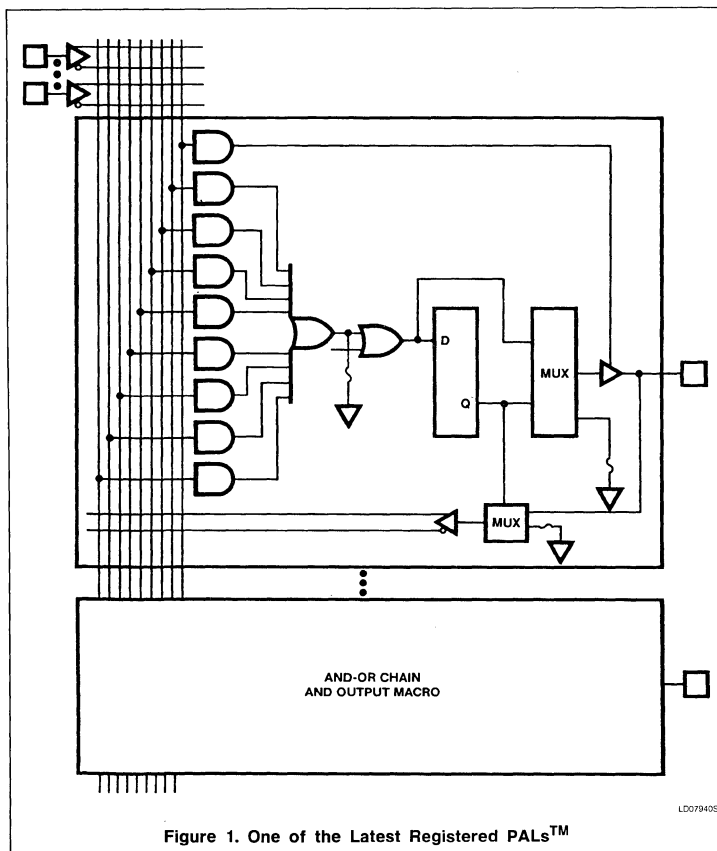 D
Q
MUX
MUX
AND-OR CHAIN
AND OUTPUT MACRO
LD07940S
Figure 1. One of the Latest Registered PALs™